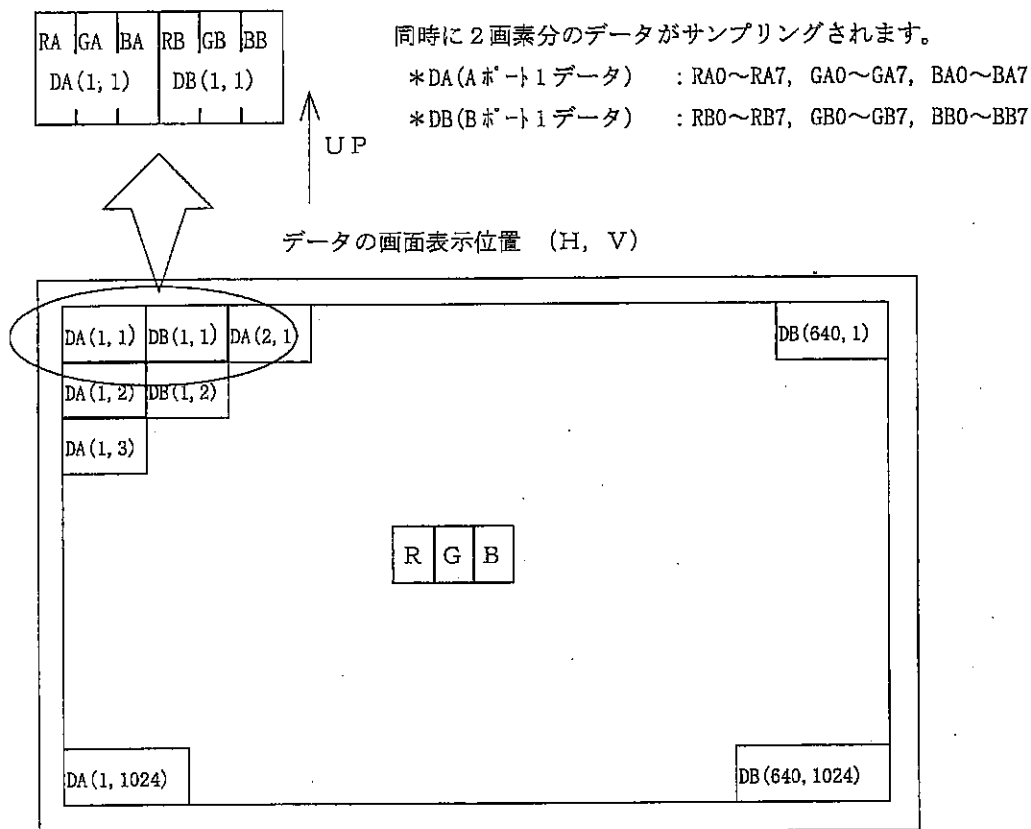 RA GA BA RB GB BB
DA(1,1) DB(1,1)
同時に2画素分のデータがサンプリングされます。
*DA(Aポート1データ) :RA0~RA7, GA0~GA7, BA0~BA7
*DB(Bポート1データ) :RB0~RB7, GB0~GB7, BB0~BB7
UP
データの画面表示位置 (H, V)
DA(1,1) DB(1,1) DA(2,1) DB(640,1)
DA(1,2) DB(1,2)
DA(1,3)
R G B
DA(1,1024) DB(640,1024)